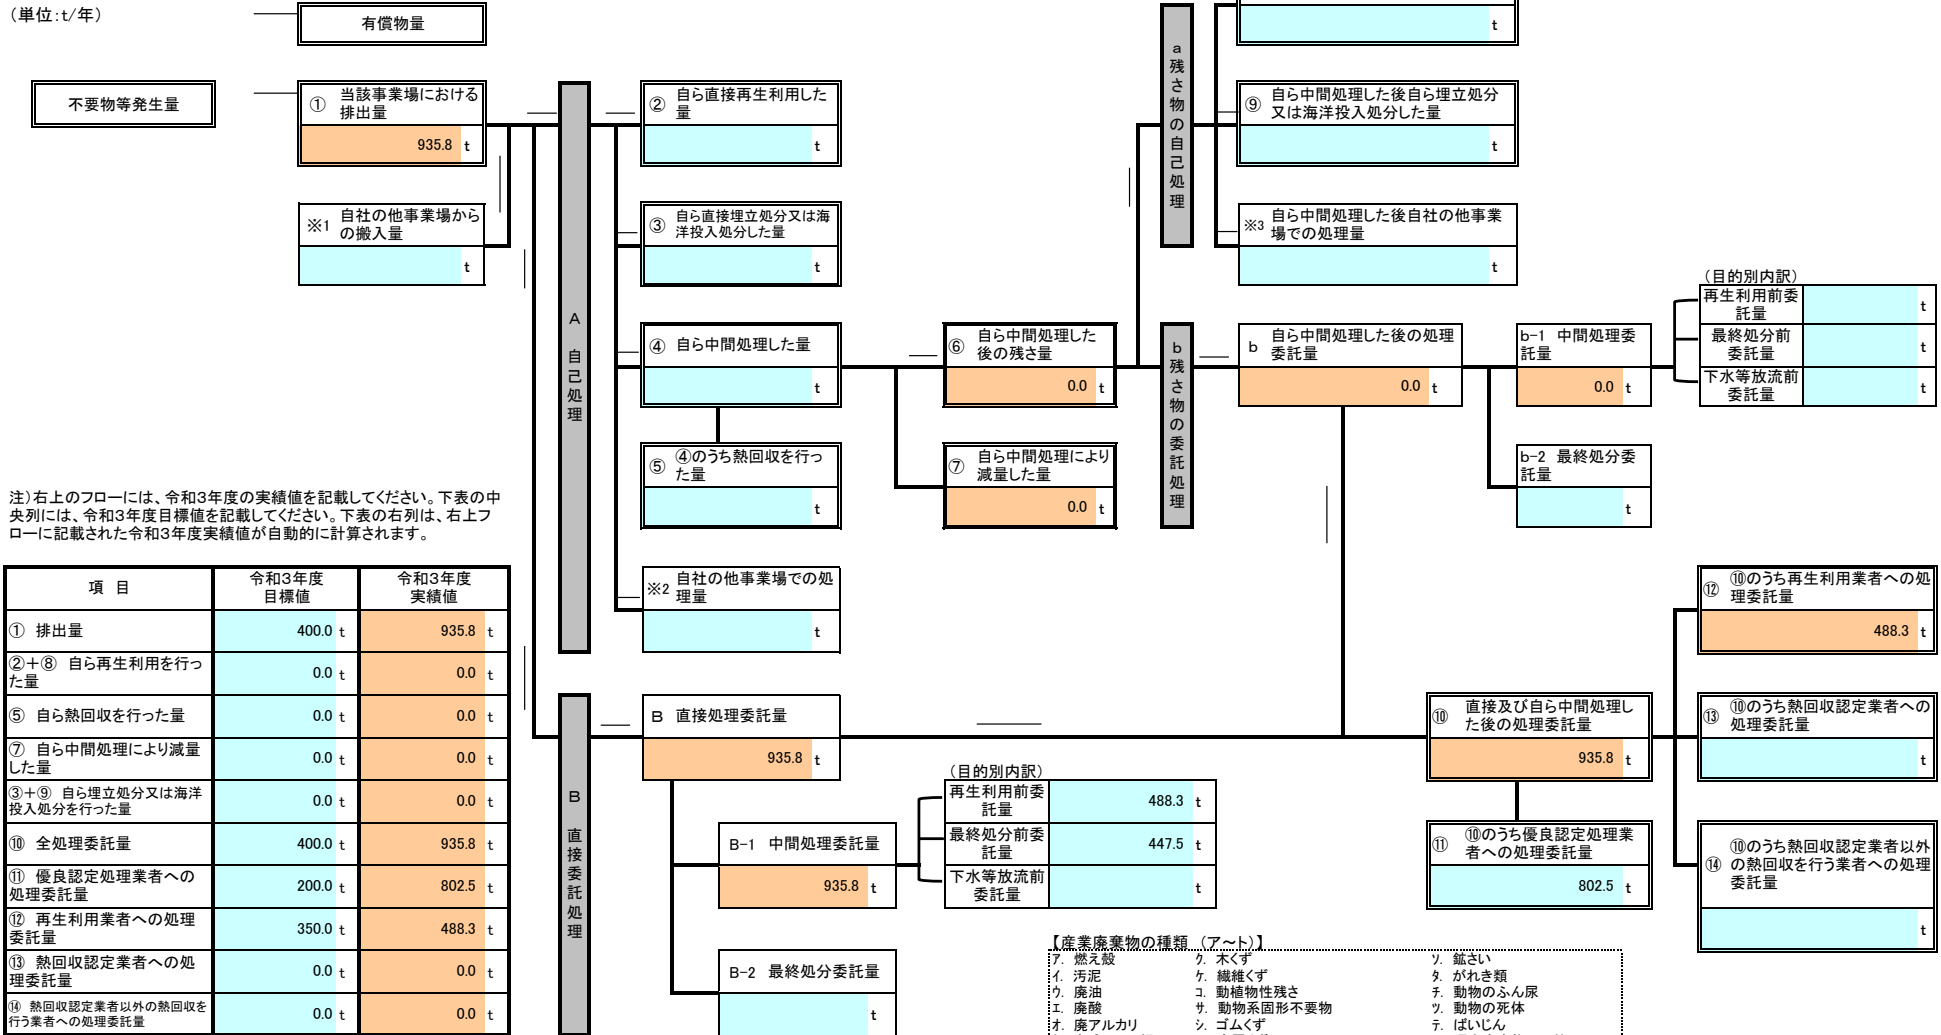 (単位:t/年)
有償物量
t
不要物等発生量
① 当該事業場における
排出量
935.8 t
② 自ら直接再生利用した
量
t
a
残さ物の自己処理
⑨ 自ら中間処理した後自ら埋立処分
又は海洋投入処分した量
t
※1 自社の他事業場から
の搬入量
t
③ 自ら直接埋立処分又は海
洋投入処分した量
t
※3 自ら中間処理した後自社の他事業
場での処理量
t
A
自己処理
④ 自ら中間処理した量
t
⑥ 自ら中間処理した
後の残さ量
0.0 t
b
残さ物の委託処理
b 自ら中間処理した後の処理
委託量
0.0 t
b-1 中間処理委
託量
0.0 t
(目的別内訳)
再生利用前委
託量
t
最終処分前
委託量
t
下水等放流前
委託量
t
⑤ ④のうち熱回収を行っ
た量
t
⑦ 自ら中間処理により
減量した量
0.0 t
b-2 最終処分委
託量
t
注)右上のフローには、令和3年度の実績値を記載してください。下表の中
央列には、令和3年度目標値を記載してください。下表の右列は、右上フ
ローに記載された令和3年度実績値が自動的に計算されます。
※2 自社の他事業場での処
理量
t
項 目 令和3年度
目標値 令和3年度
実績値
① 排出量 400.0 t 935.8 t
②+⑧ 自ら再生利用を行っ
た量 0.0 t 0.0 t
⑤ 自ら熱回収を行った量 0.0 t 0.0 t
⑦ 自ら中間処理により減量
した量 0.0 t 0.0 t
③+⑨ 自ら埋立処分又は海洋
投入処分を行った量 0.0 t 0.0 t
⑩ 全処理委託量 400.0 t 935.8 t
⑪ 優良認定処理業者への
処理委託量 200.0 t 802.5 t
⑫ 再生利用業者への処理
委託量 350.0 t 488.3 t
⑬ 熱回収認定業者への処
理委託量 0.0 t 0.0 t
⑭ 熱回収認定業者以外の熱回収を
行う業者への処理委託量 0.0 t 0.0 t
B
直接委託処理
B 直接処理委託量
935.8 t
B-1 中間処理委託量
935.8 t
(目的別内訳)
再生利用前委
託量
488.3 t
最終処分前委
託量
447.5 t
下水等放流前
委託量
t
B-2 最終処分委託量
t
⑩ 直接及び自ら中間処理し
た後の処理委託量
935.8 t
⑪ ⑩のうち優良認定処理業
者への処理委託量
802.5 t
⑫ ⑩のうち再生利用業者への処
理委託量
488.3 t
⑬ ⑩のうち熱回収認定業者への
処理委託量
t
⑭ ⑩のうち熱回収認定業者以外
の熱回収を行う業者への処理
委託量
t
【産業廃棄物の種類 (ア～ト)】
ア. 燃え殻 ク. 木くず ソ. 鉱さい
イ. 汚泥 ケ. 繊維くず タ. がれき類
ウ. 廃油 コ. 動植物性残さ チ. 動物のふん尿
エ. 廃酸 サ. 動物系固形不要物 ツ. 動物の死体
オ. 廃アルカリ シ. ゴムくず テ. ばいじん